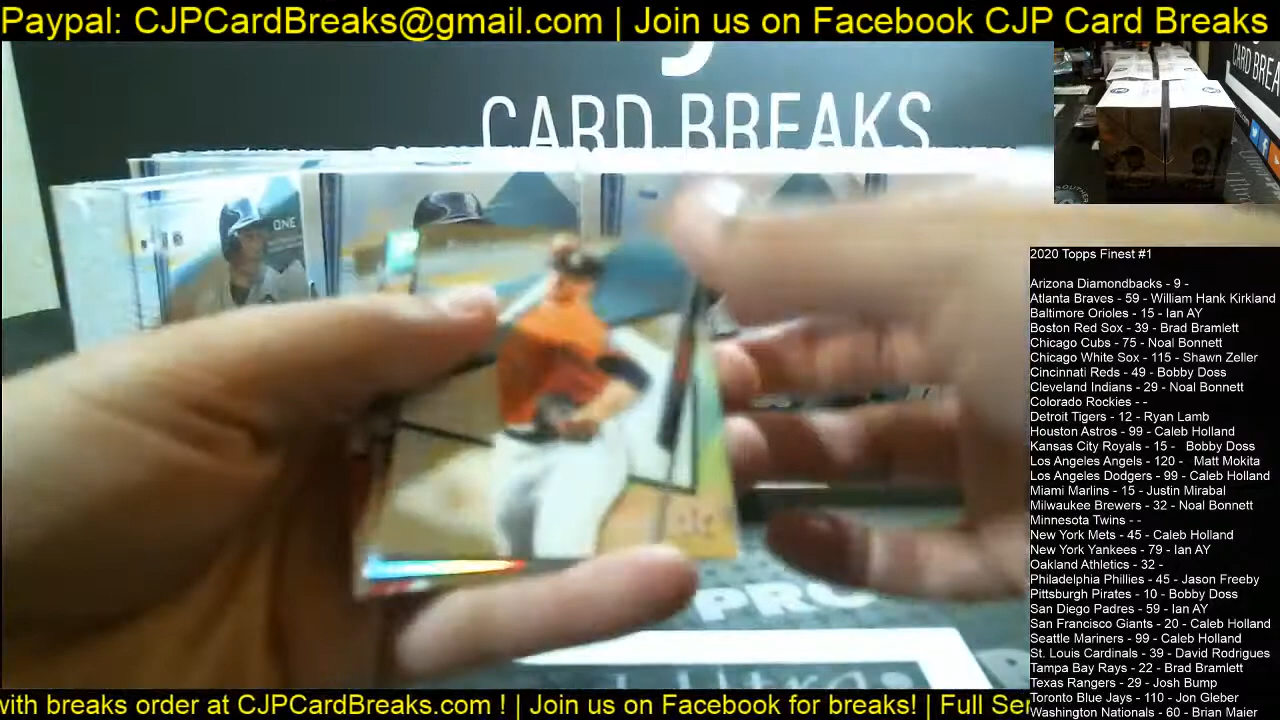 Paypal: CJPCardBreaks@gmail.com | Join us on Facebook CJP Card Breaks
CARD BREAKS
CARD BREA
ONE
PRO
2020 Topps Finest #1
Arizona Diamondbacks - 9 -
Atlanta Braves - 59 - William Hank Kirkland
Baltimore Orioles - 15 - Ian AY
Boston Red Sox - 39 - Brad Bramlett
Chicago Cubs - 75 - Noal Bonnett
Chicago White Sox - 115 - Shawn Zeller
Cincinnati Reds - 49 - Bobby Doss
Cleveland Indians - 29 - Noal Bonnett
Colorado Rockies - -
Detroit Tigers - 12 - Ryan Lamb
Houston Astros - 99 - Caleb Holland
Kansas City Royals - 15 - Bobby Doss
Los Angeles Angels - 120 - Matt Mokita
Los Angeles Dodgers - 99 - Caleb Holland
Miami Marlins - 15 - Justin Mirabal
Milwaukee Brewers - 32 - Noal Bonnett
Minnesota Twins - -
New York Mets - 45 - Caleb Holland
New York Yankees - 79 - Ian AY
Oakland Athletics - 32 -
Philadelphia Phillies - 45 - Jason Freeby
Pittsburgh Pirates - 10 - Bobby Doss
San Diego Padres - 59 - Ian AY
San Francisco Giants - 20 - Caleb Holland
Seattle Mariners - 99 - Caleb Holland
St. Louis Cardinals - 39 - David Rodrigues
Tampa Bay Rays - 22 - Brad Bramlett
Texas Rangers - 29 - Josh Bump
Toronto Blue Jays - 110 - Jon Gleber
Washington Nationals - 60 - Brian Maier
with breaks order at CJPCardBreaks.com ! | Join us on Facebook for breaks! | Full Ser